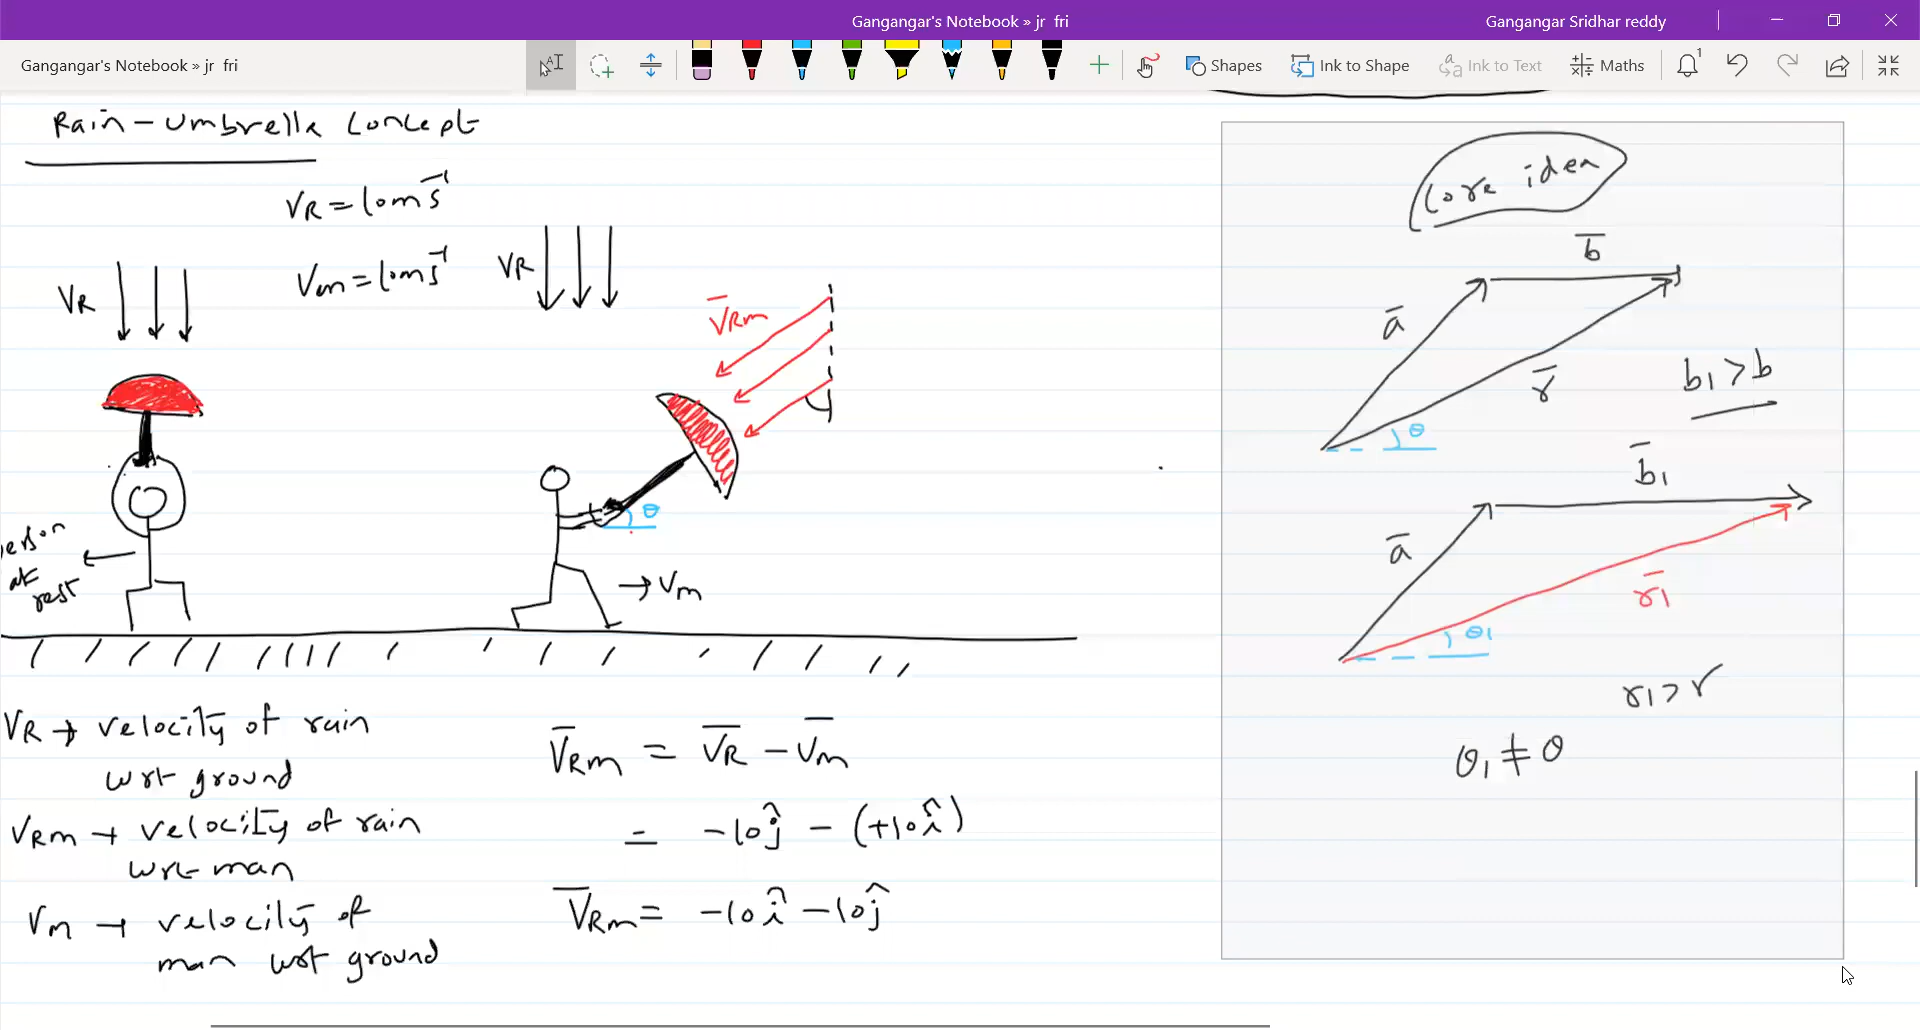 Gangangar's Notebook » jr fri
Gangangar Sridhar reddy
Gangangar's Notebook » jr fri
Shapes
Ink to Shape
Ink to Text
Maths
1
Rain-Umbrella Concept
VR = 10ms⁻¹
Vm = 10ms⁻¹
VR
VR
V̅Rm
θ
person
at
rest
→ Vm
VR → velocity of rain
wrt ground
VRm → velocity of rain
wrt man
Vm → velocity of
man wrt ground
V̅Rm = V̅R - V̅m
= -10ĵ - (+10î)
V̅Rm = -10î - 10ĵ
Core idea
b̅
a̅
r̅
θ
b₁ > b
b̅₁
a̅
r̅₁
θ₁
r₁ > r
θ₁ ≠ θ